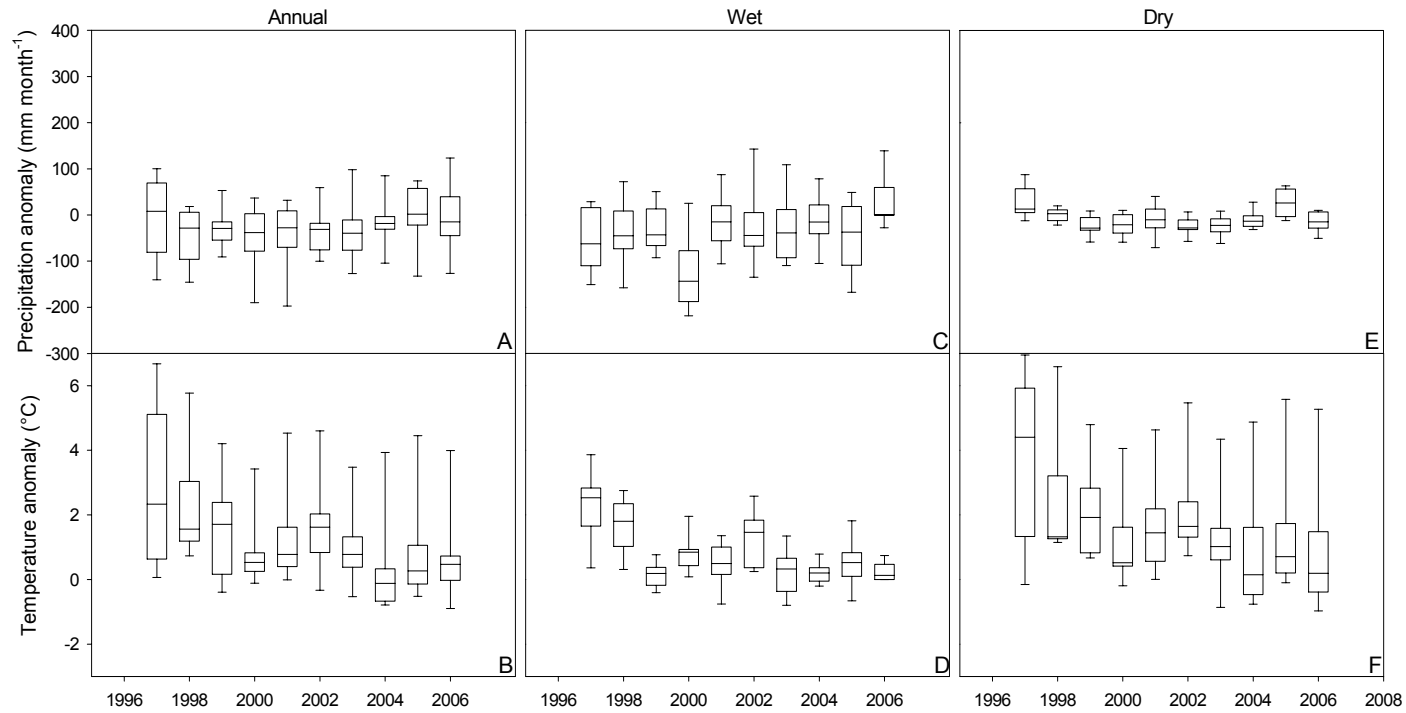 Annual Wet Dry
Precipitation anomaly (mm month⁻¹)
400
300
200
100
0
-100
-200
-300
A C E
Temperature anomaly (°C)
6
4
2
0
-2
B D F
1996 1998 2000 2002 2004 2006 1996 1998 2000 2002 2004 2006 1996 1998 2000 2002 2004 2006 2008